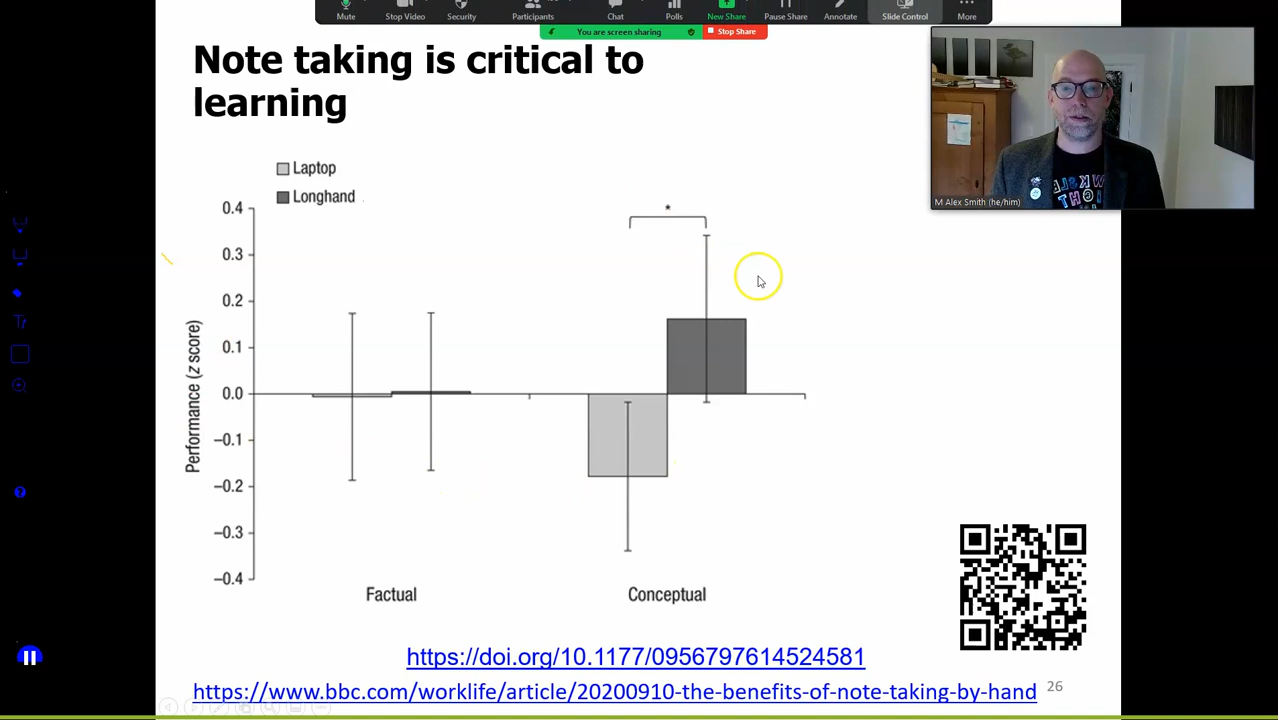 Mute
Stop Video
Security
Participants
Chat
Polls
New Share
Pause Share
Annotate
Slide Control
More
You are screen sharing
Stop Share
Note taking is critical to
learning
M Alex Smith (he/him)
Laptop
Longhand
*
0.4
0.3
0.2
0.1
0.0
–0.1
–0.2
–0.3
–0.4
Performance (z score)
Factual
Conceptual
https://doi.org/10.1177/0956797614524581
https://www.bbc.com/worklife/article/20200910-the-benefits-of-note-taking-by-hand
26